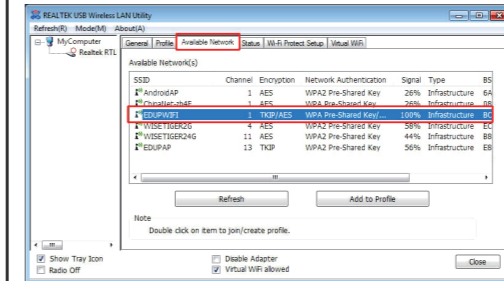 REALTEK USB Wireless LAN Utility
Refresh(R) Mode(M) About(A)
MyComputer
Realtek RTL
General Profile Available Network Status Wi-Fi Protect Setup Virtual WiFi
Available Network(s)
SSID Channel Encryption Network Authentication Signal Type BS
AndroidAP 1 AES WPA2 Pre-Shared Key 26% Infrastructure 6A
ChinaNet-zh4F 1 AES WPA Pre-Shared Key 26% Infrastructure
EDUPWIFI 1 TKIP/AES WPA Pre-Shared Key/... 100% Infrastructure BC
WISETIGER2G 4 AES WPA2 Pre-Shared Key 58% Infrastructure EC
WISETIGER24G 11 AES WPA2 Pre-Shared Key 44% Infrastructure B8
EDUPAP 13 TKIP WPA2 Pre-Shared Key 56% Infrastructure E8
Refresh Add to Profile
Note
Double click on item to join/create profile.
Show Tray Icon Disable Adapter
Radio Off Virtual WiFi allowed
Close